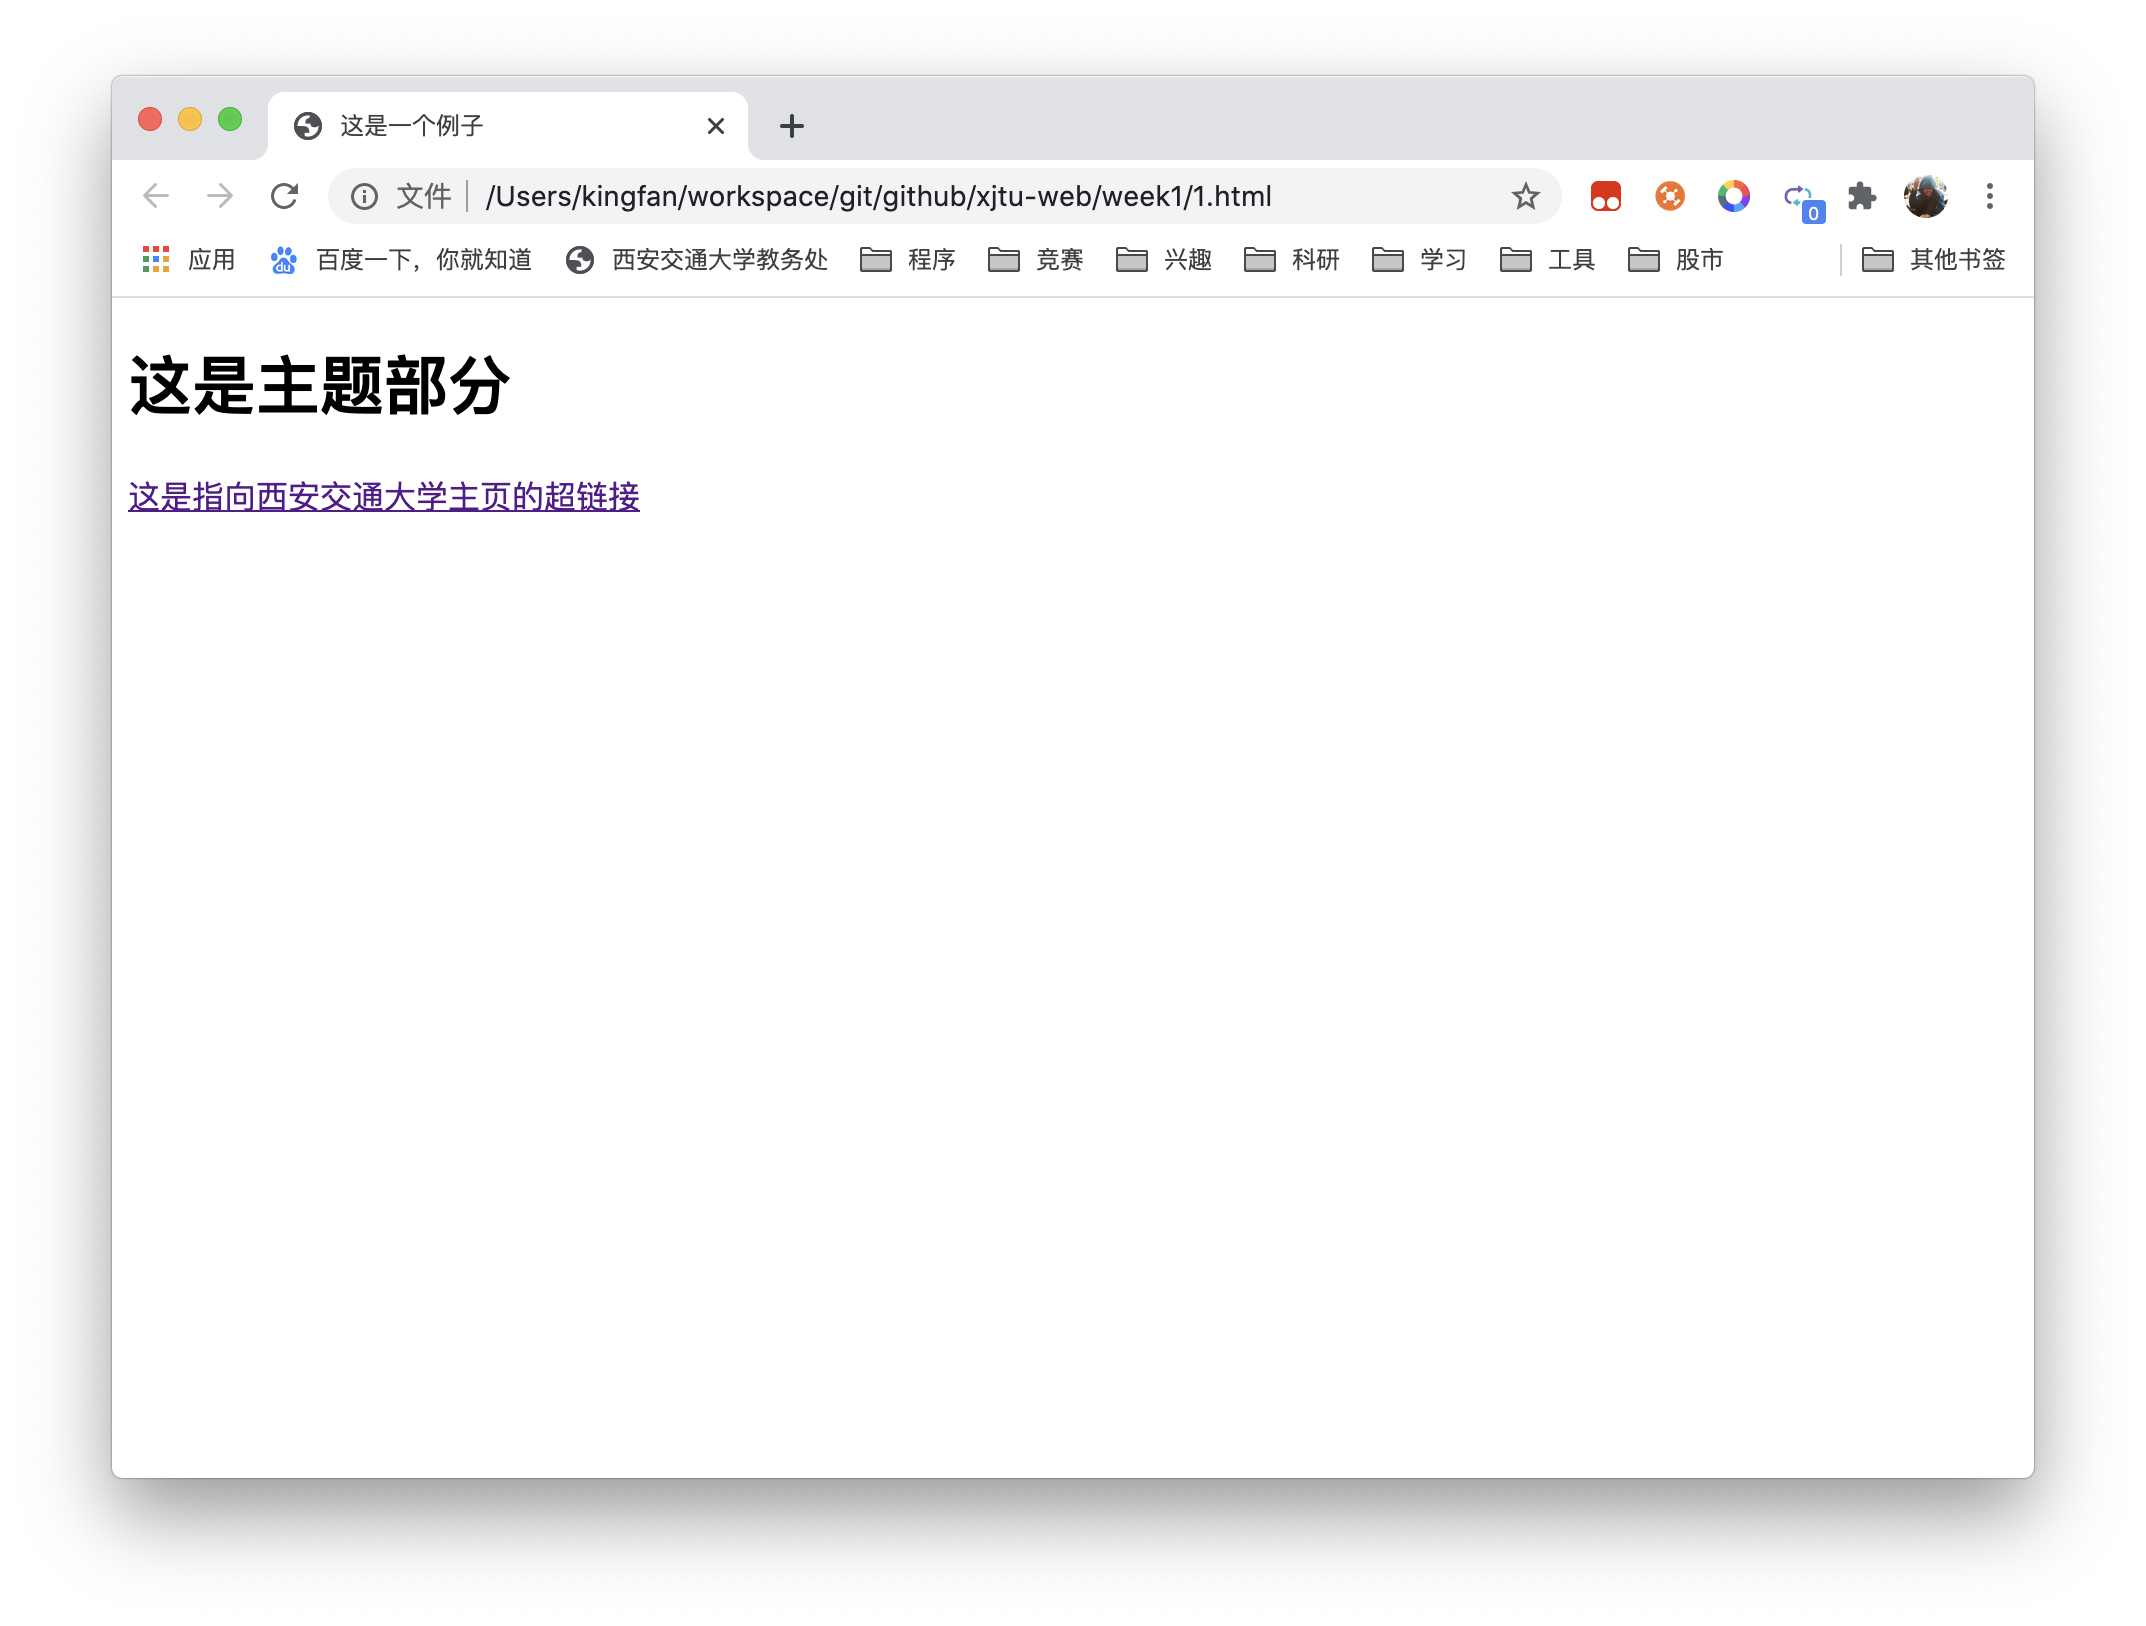 这是一个例子
文件 /Users/kingfan/workspace/git/github/xjtu-web/week1/1.html
0
应用 du 百度一下，你就知道 西安交通大学教务处 程序 竞赛 兴趣 科研 学习 工具 股市 其他书签
这是主题部分
这是指向西安交通大学主页的超链接